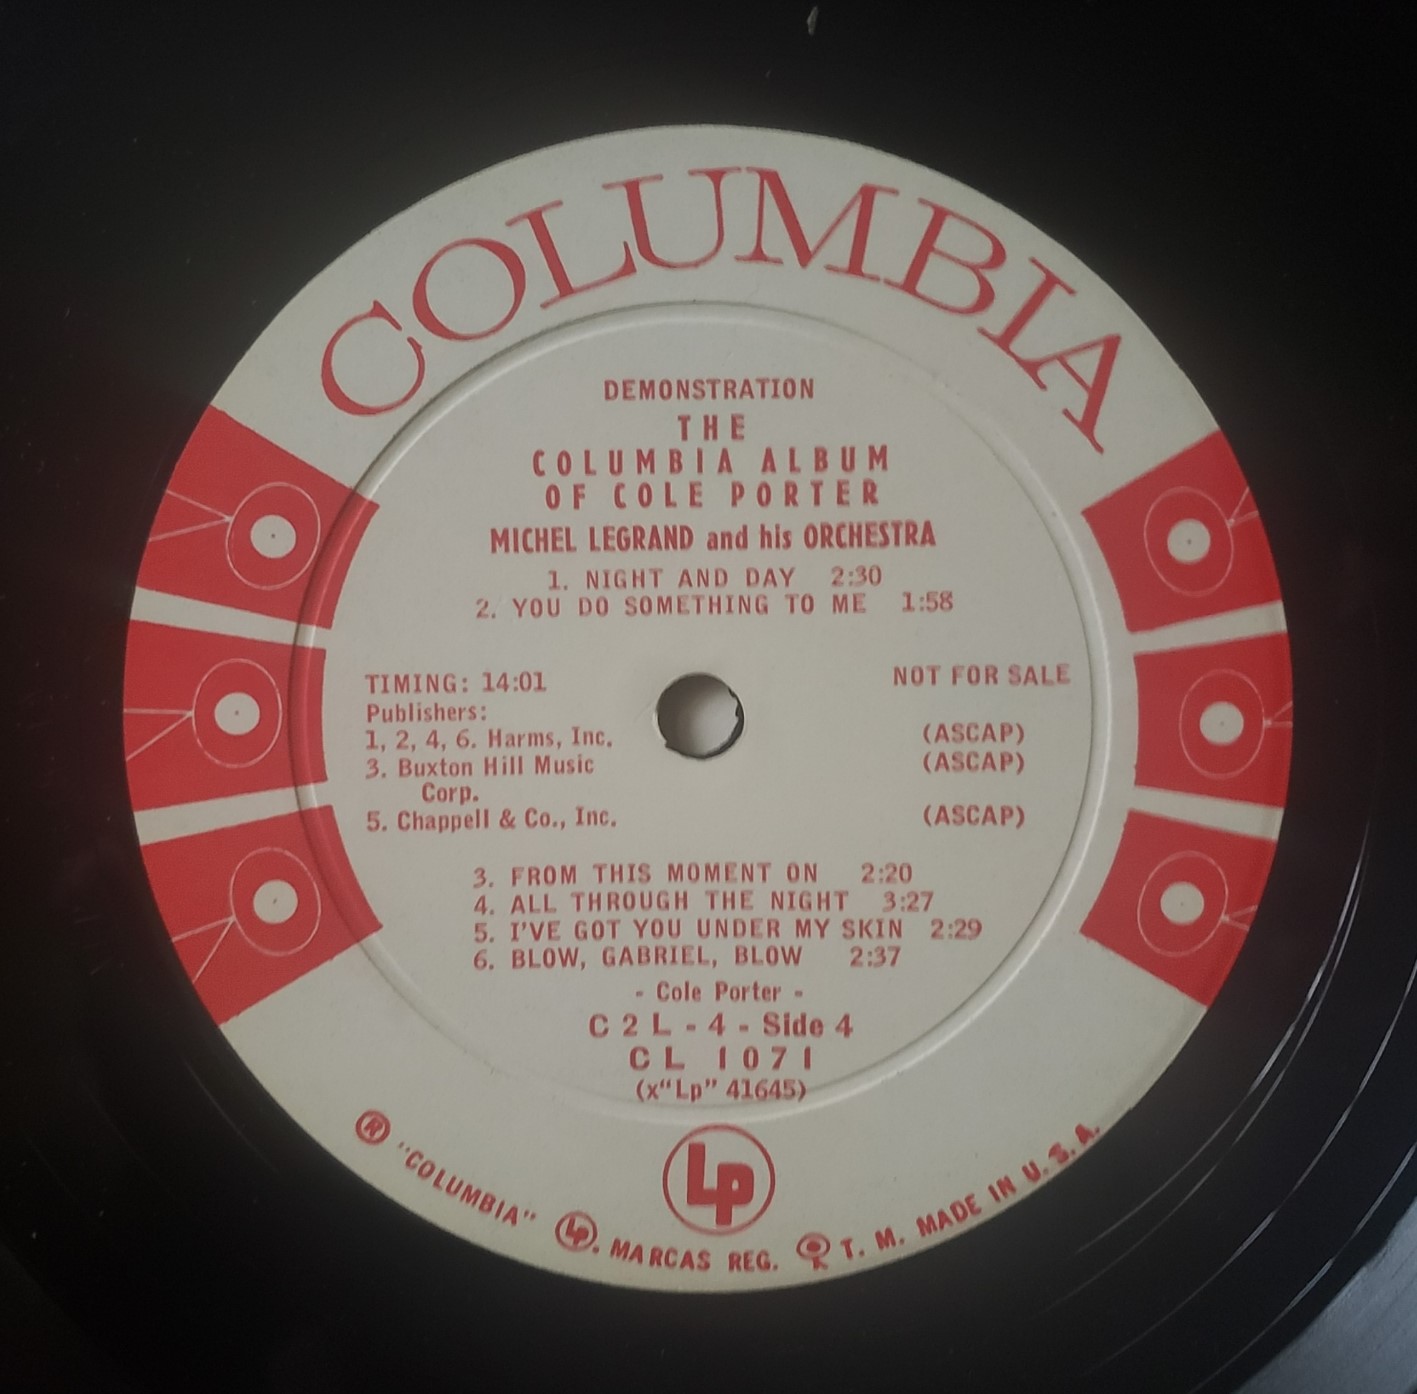 COLUMBIA
DEMONSTRATION
THE
COLUMBIA ALBUM
OF COLE PORTER
MICHEL LEGRAND and his ORCHESTRA
1. NIGHT AND DAY 2:30
2. YOU DO SOMETHING TO ME 1:58
TIMING: 14:01 NOT FOR SALE
Publishers:
1, 2, 4, 6. Harms, Inc. (ASCAP)
3. Buxton Hill Music (ASCAP)
Corp.
5. Chappell & Co., Inc. (ASCAP)
3. FROM THIS MOMENT ON 2:20
4. ALL THROUGH THE NIGHT 3:27
5. I'VE GOT YOU UNDER MY SKIN 2:29
6. BLOW, GABRIEL, BLOW 2:37
- Cole Porter -
C 2 L - 4 - Side 4
CL 1071
(x“Lp” 41645)
Lp
® "COLUMBIA" Lp. MARCAS REG. T. M. MADE IN U. S. A.